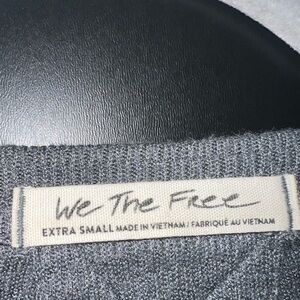 We The Free
EXTRA SMALL MADE IN VIETNAM / FABRIQUÉ AU VIETNAM